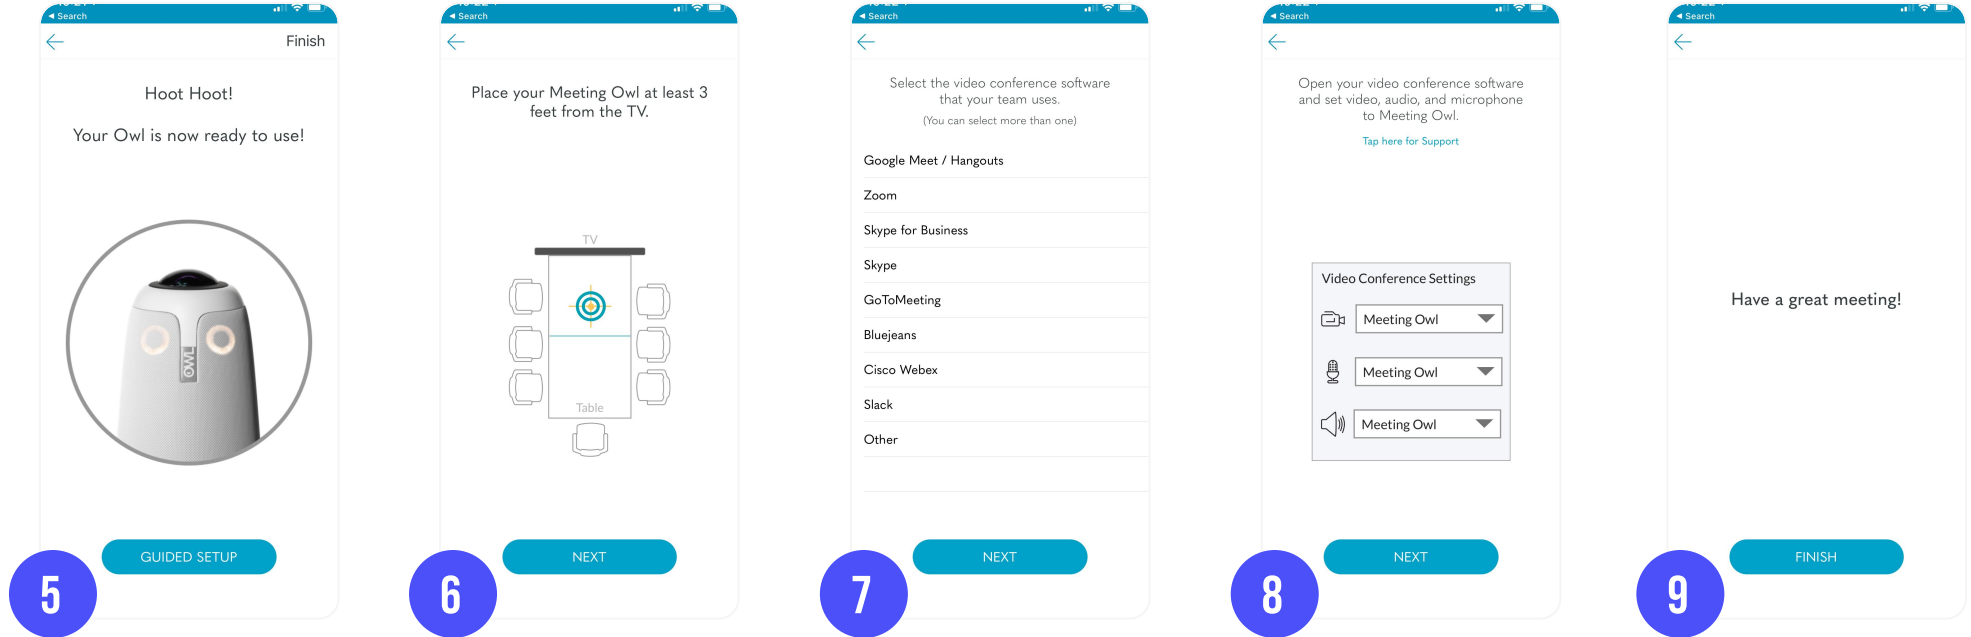 ◀ Search
Finish
Hoot Hoot!
Your Owl is now ready to use!
OWL
GUIDED SETUP
5
◀ Search
Place your Meeting Owl at least 3
feet from the TV.
TV
Table
NEXT
6
◀ Search
Select the video conference software
that your team uses.
(You can select more than one)
Google Meet / Hangouts
Zoom
Skype for Business
Skype
GoToMeeting
Bluejeans
Cisco Webex
Slack
Other
NEXT
7
◀ Search
Open your video conference software
and set video, audio, and microphone
to Meeting Owl.
Tap here for Support
Video Conference Settings
Meeting Owl
Meeting Owl
Meeting Owl
NEXT
8
◀ Search
Have a great meeting!
FINISH
9